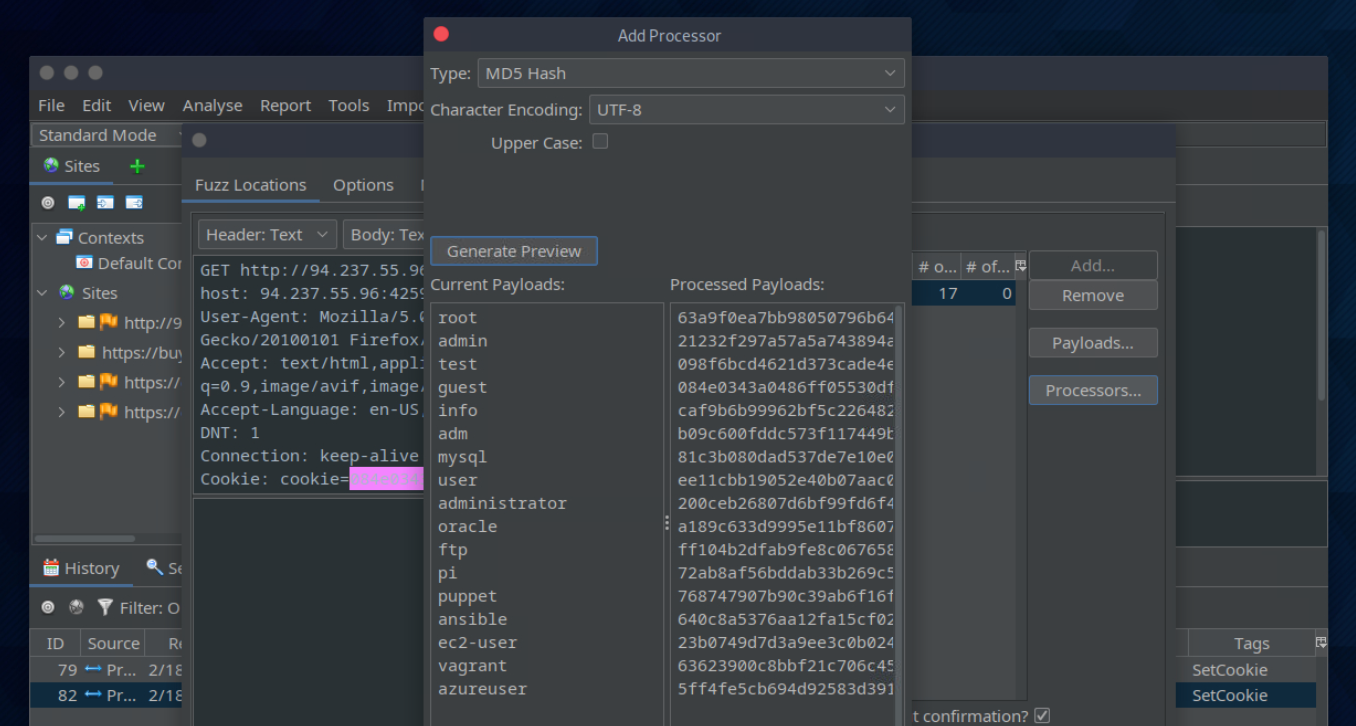 Add Processor
Type: MD5 Hash
Character Encoding: UTF-8
Upper Case:
Generate Preview
Current Payloads: Processed Payloads:
root 63a9f0ea7bb98050796b64
admin 21232f297a57a5a743894a
test 098f6bcd4621d373cade4e
guest 084e0343a0486ff05530df
info caf9b6b99962bf5c226482
adm b09c600fddc573f117449b
mysql 81c3b080dad537de7e10e0
user ee11cbb19052e40b07aac0
administrator 200ceb26807d6bf99fd6f4
oracle a189c633d9995e11bf8607
ftp ff104b2dfab9fe8c067658
pi 72ab8af56bddab33b269c5
puppet 768747907b90c39ab6f16f
ansible 640c8a5376aa12fa15cf02
ec2-user 23b0749d7d3a9ee3c0b024
vagrant 63623900c8bbf21c706c45
azureuser 5ff4fe5cb694d92583d391
File Edit View Analyse Report Tools Impo
Standard Mode
Sites
Contexts
Default Con
Sites
http://9
https://buy
https://
https://
Fuzz Locations Options
Header: Text Body: Tex
GET http://94.237.55.96
host: 94.237.55.96:4259
User-Agent: Mozilla/5.0
Gecko/20100101 Firefox/
Accept: text/html,appli
q=0.9,image/avif,image/
Accept-Language: en-US,
DNT: 1
Connection: keep-alive
Cookie: cookie=
# o... # of...
17 0
Add...
Remove
Payloads...
Processors...
t confirmation?
History Se
Filter: O
ID Source Re Tags
79 Pr... 2/18 SetCookie
82 Pr... 2/18 SetCookie